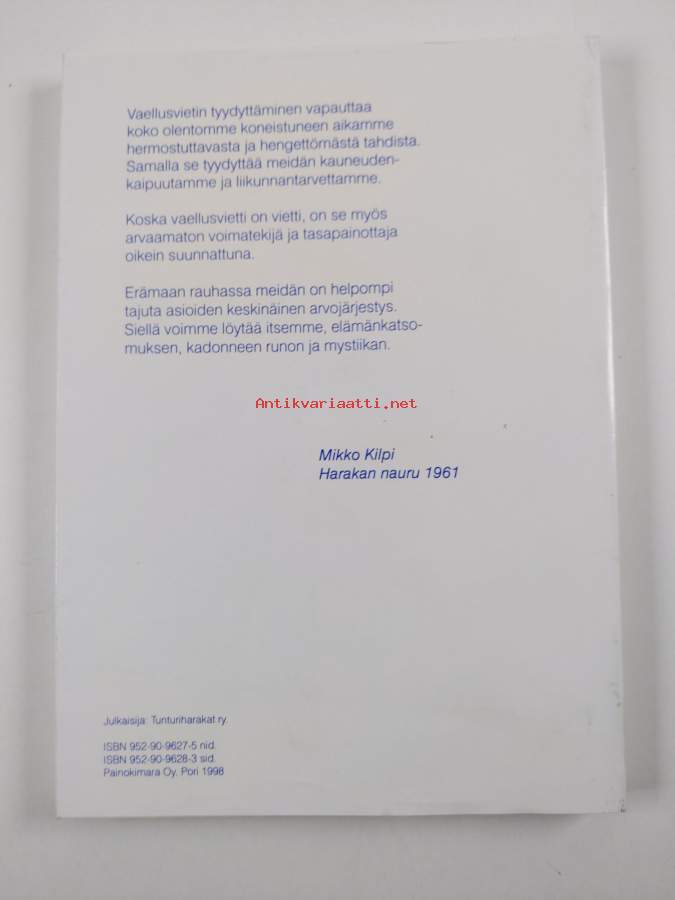 Vaellusvietin tyydyttäminen vapauttaa
koko olentomme koneistuneen aikamme
hermostuttavasta ja hengettömästä tahdista.
Samalla se tyydyttää meidän kauneuden-
kaipuutamme ja liikunnantarvettamme.
Koska vaellusvietti on vietti, on se myös
arvaamaton voimatekijä ja tasapainottaja
oikein suunnattuna.
Erämaan rauhassa meidän on helpompi
tajuta asioiden keskinäinen arvojärjestys.
Siellä voimme löytää itsemme, elämänkatso-
muksen, kadonneen runon ja mystiikan.
Antikvariaatti.net
Mikko Kilpi
Harakan nauru 1961
Julkaisija: Tunturiharakat ry.
ISBN 952-90-9627-5 nid.
ISBN 952-90-9628-3 sid.
Painokimara Oy. Pori 1998